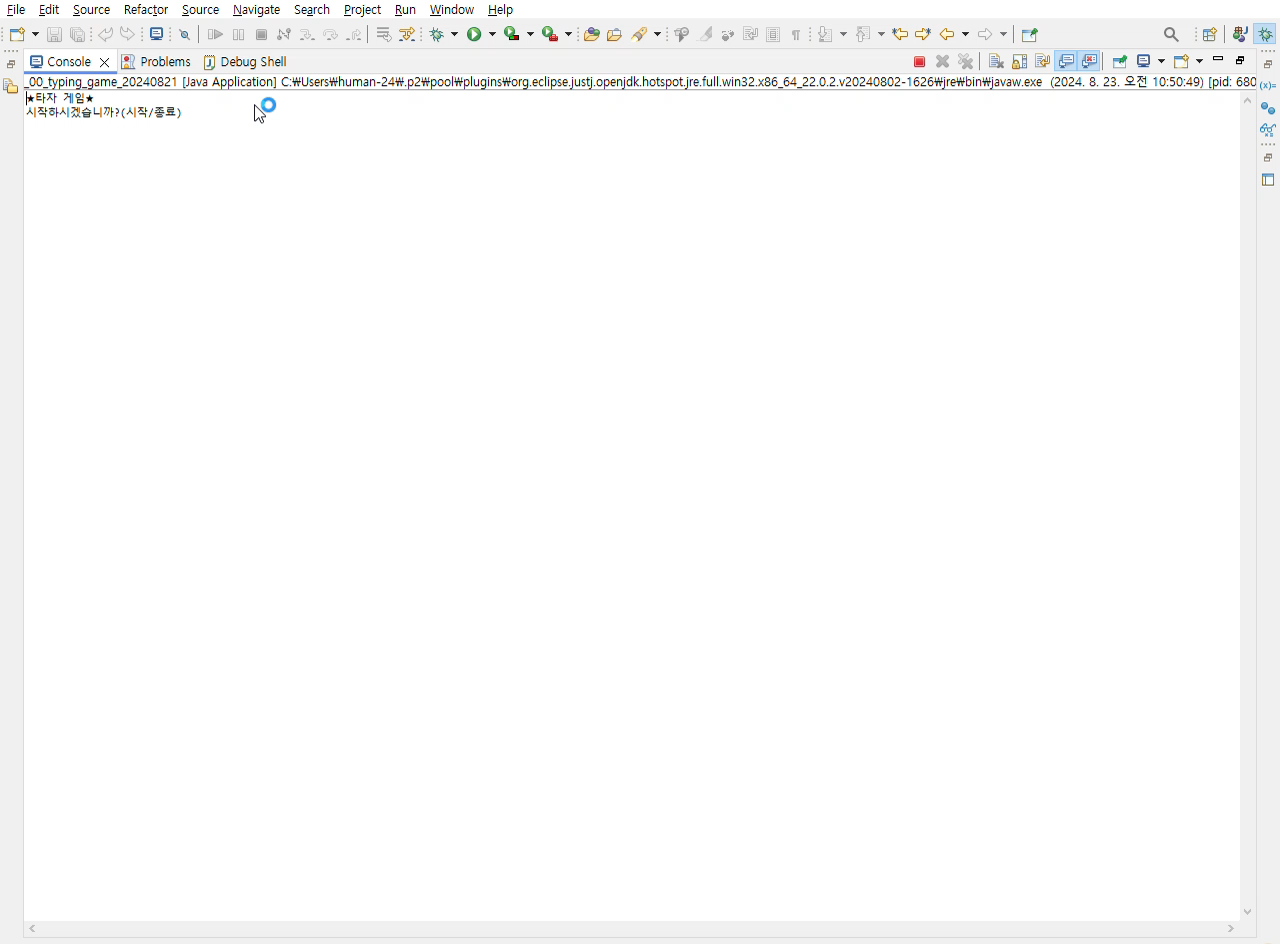 File Edit Source Refactor Source Navigate Search Project Run Window Help
Console Problems Debug Shell
_00_typing_game_20240821 [Java Application] C:₩Users₩human-24₩.p2₩pool₩plugins₩org.eclipse.justj.openjdk.hotspot.jre.full.win32.x86_64_22.0.2.v20240802-1626₩jre₩bin₩javaw.exe (2024. 8. 23. 오전 10:50:49) [pid: 680
(x)=
★타자 게임★
시작하시겠습니까?(시작/종료)